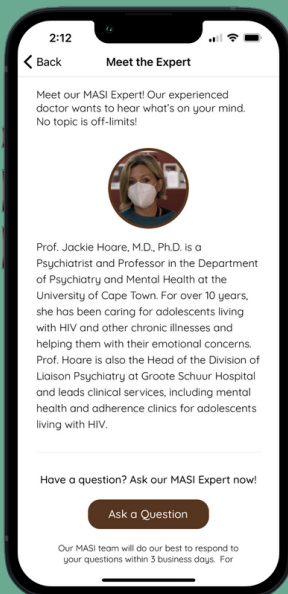 2:12
Back
Meet the Expert
Meet our MASI Expert! Our experienced
doctor wants to hear what's on your mind.
No topic is off-limits!
Prof. Jackie Hoare, M.D., Ph.D. is a
Psychiatrist and Professor in the Department
of Psychiatry and Mental Health at the
University of Cape Town. For over 10 years,
she has been caring for adolescents living
with HIV and other chronic illnesses and
helping them with their emotional concerns.
Prof. Hoare is also the Head of the Division of
Liaison Psychiatry at Groote Schuur Hospital
and leads clinical services, including mental
health and adherence clinics for adolescents
living with HIV.
Have a question? Ask our MASI Expert now!
Ask a Question
Our MASI team will do our best to respond to
your questions within 3 business days. For